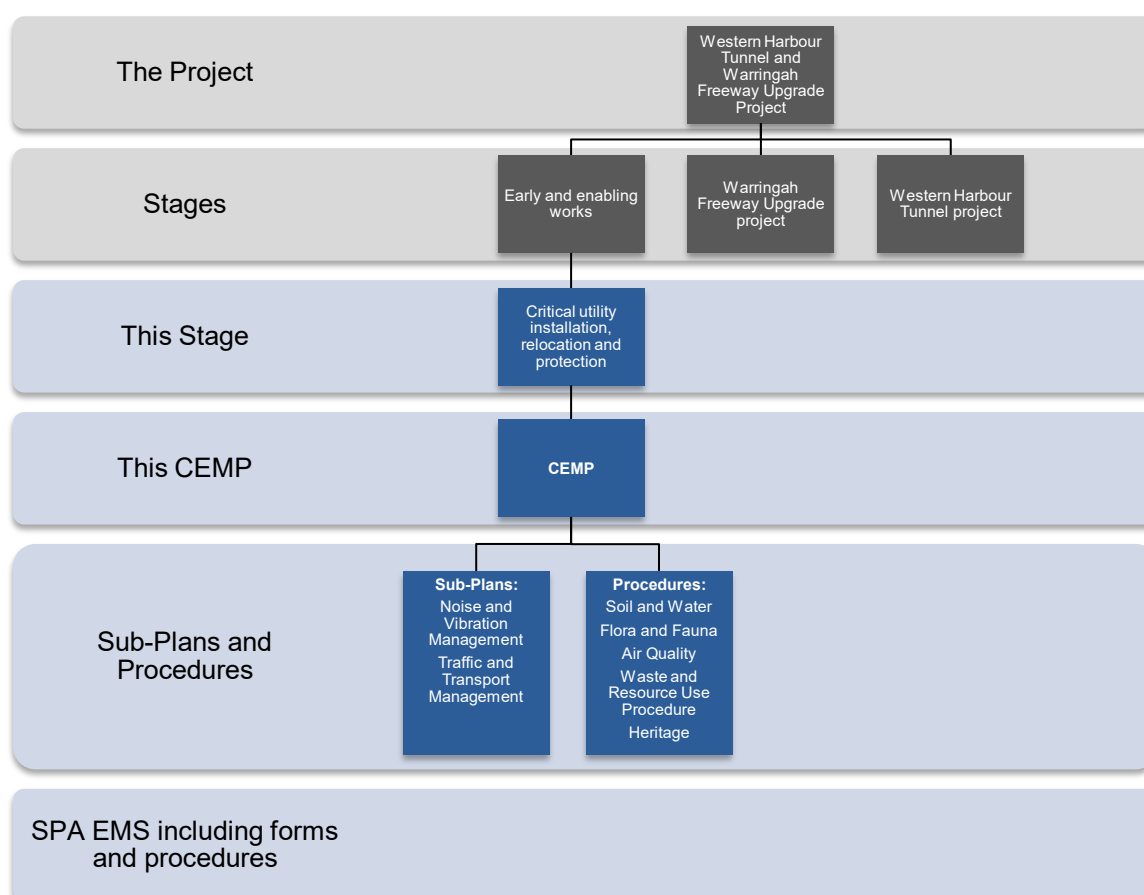 The Project
Western Harbour
Tunnel and
Warringah
Freeway Upgrade
Project
Stages
Early and enabling
works
Warringah
Freeway Upgrade
project
Western Harbour
Tunnel project
This Stage
Critical utility
installation,
relocation and
protection
This CEMP
CEMP
Sub-Plans and
Procedures
Sub-Plans:
Noise and
Vibration
Management
Traffic and
Transport
Management
Procedures:
Soil and Water
Flora and Fauna
Air Quality
Waste and
Resource Use
Procedure
Heritage
SPA EMS including forms
and procedures